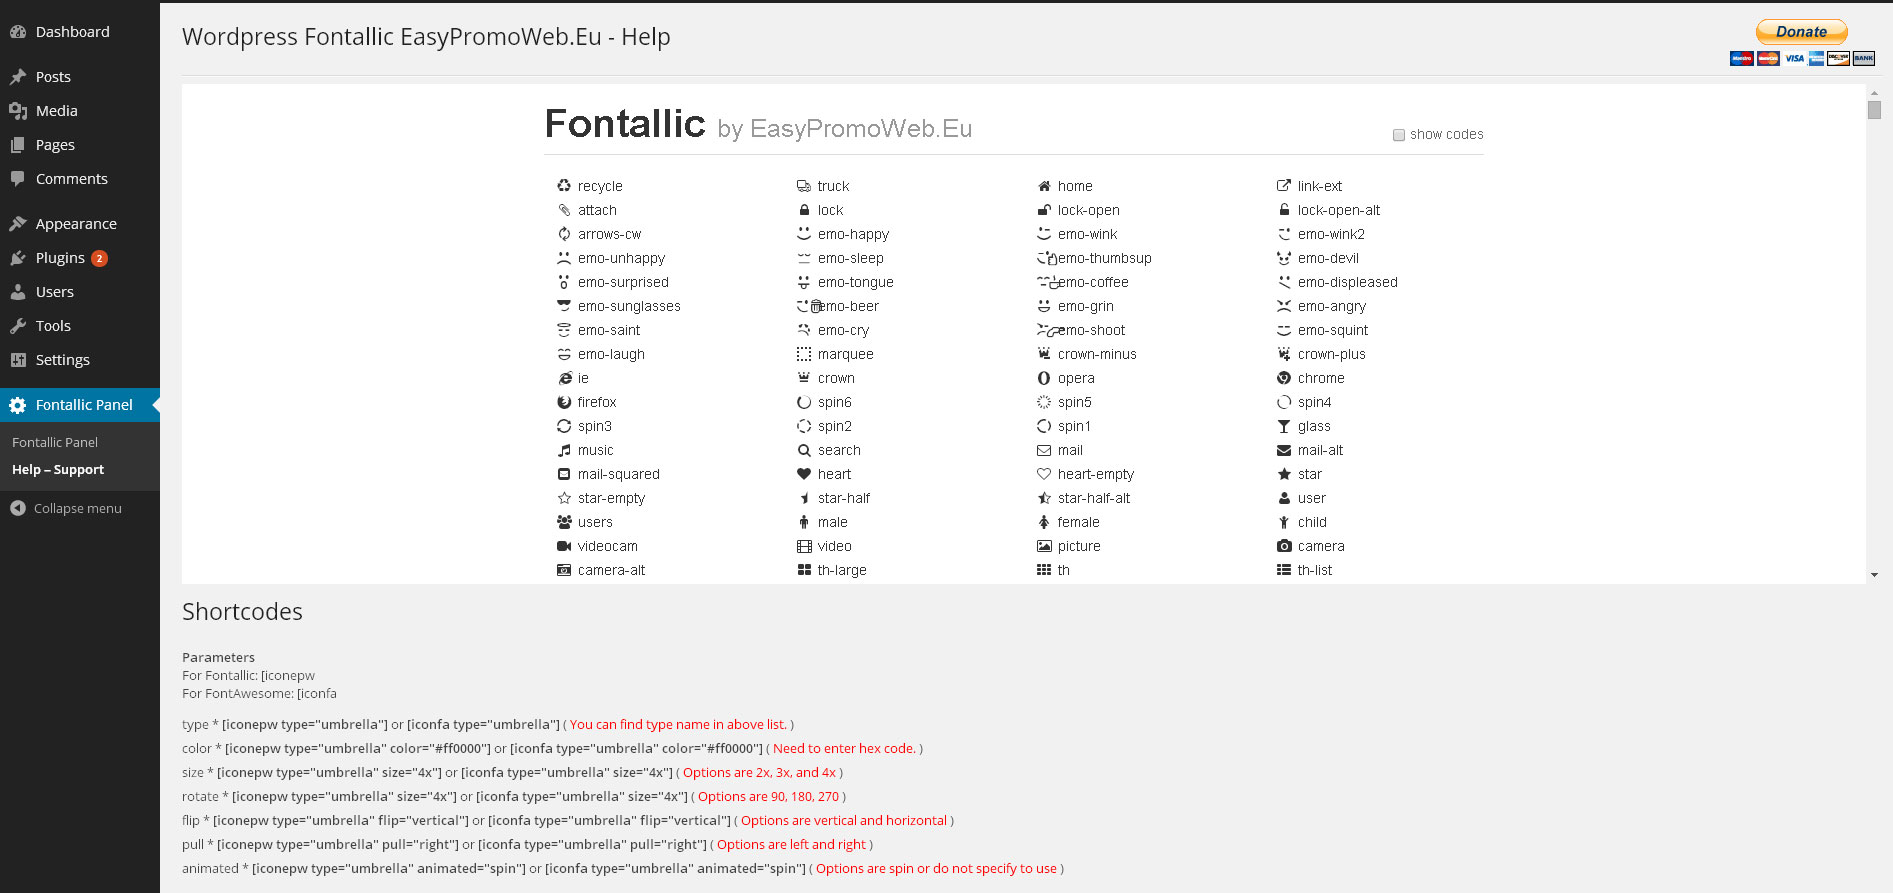 Dashboard
Posts
Media
Pages
Comments
Appearance
Plugins 2
Users
Tools
Settings
Fontallic Panel
Fontallic Panel
Help – Support
Collapse menu
Wordpress Fontallic EasyPromoWeb.Eu - Help
Donate
Maestro MasterCard VISA DISCOVER BANK
Fontallic by EasyPromoWeb.Eu
show codes
recycle truck home link-ext
attach lock lock-open lock-open-alt
arrows-cw emo-happy emo-wink emo-wink2
emo-unhappy emo-sleep emo-thumbsup emo-devil
emo-surprised emo-tongue emo-coffee emo-displeased
emo-sunglasses emo-beer emo-grin emo-angry
emo-saint emo-cry emo-shoot emo-squint
emo-laugh marquee crown-minus crown-plus
ie crown opera chrome
firefox spin6 spin5 spin4
spin3 spin2 spin1 glass
music search mail mail-alt
mail-squared heart heart-empty star
star-empty star-half star-half-alt user
users male female child
videocam video picture camera
camera-alt th-large th th-list
Shortcodes
Parameters
For Fontallic: [iconepw
For FontAwesome: [iconfa
type * [iconepw type="umbrella"] or [iconfa type="umbrella"] ( You can find type name in above list. )
color * [iconepw type="umbrella" color="#ff0000"] or [iconfa type="umbrella" color="#ff0000"] ( Need to enter hex code. )
size * [iconepw type="umbrella" size="4x"] or [iconfa type="umbrella" size="4x"] ( Options are 2x, 3x, and 4x )
rotate * [iconepw type="umbrella" size="4x"] or [iconfa type="umbrella" size="4x"] ( Options are 90, 180, 270 )
flip * [iconepw type="umbrella" flip="vertical"] or [iconfa type="umbrella" flip="vertical"] ( Options are vertical and horizontal )
pull * [iconepw type="umbrella" pull="right"] or [iconfa type="umbrella" pull="right"] ( Options are left and right )
animated * [iconepw type="umbrella" animated="spin"] or [iconfa type="umbrella" animated="spin"] ( Options are spin or do not specify to use )